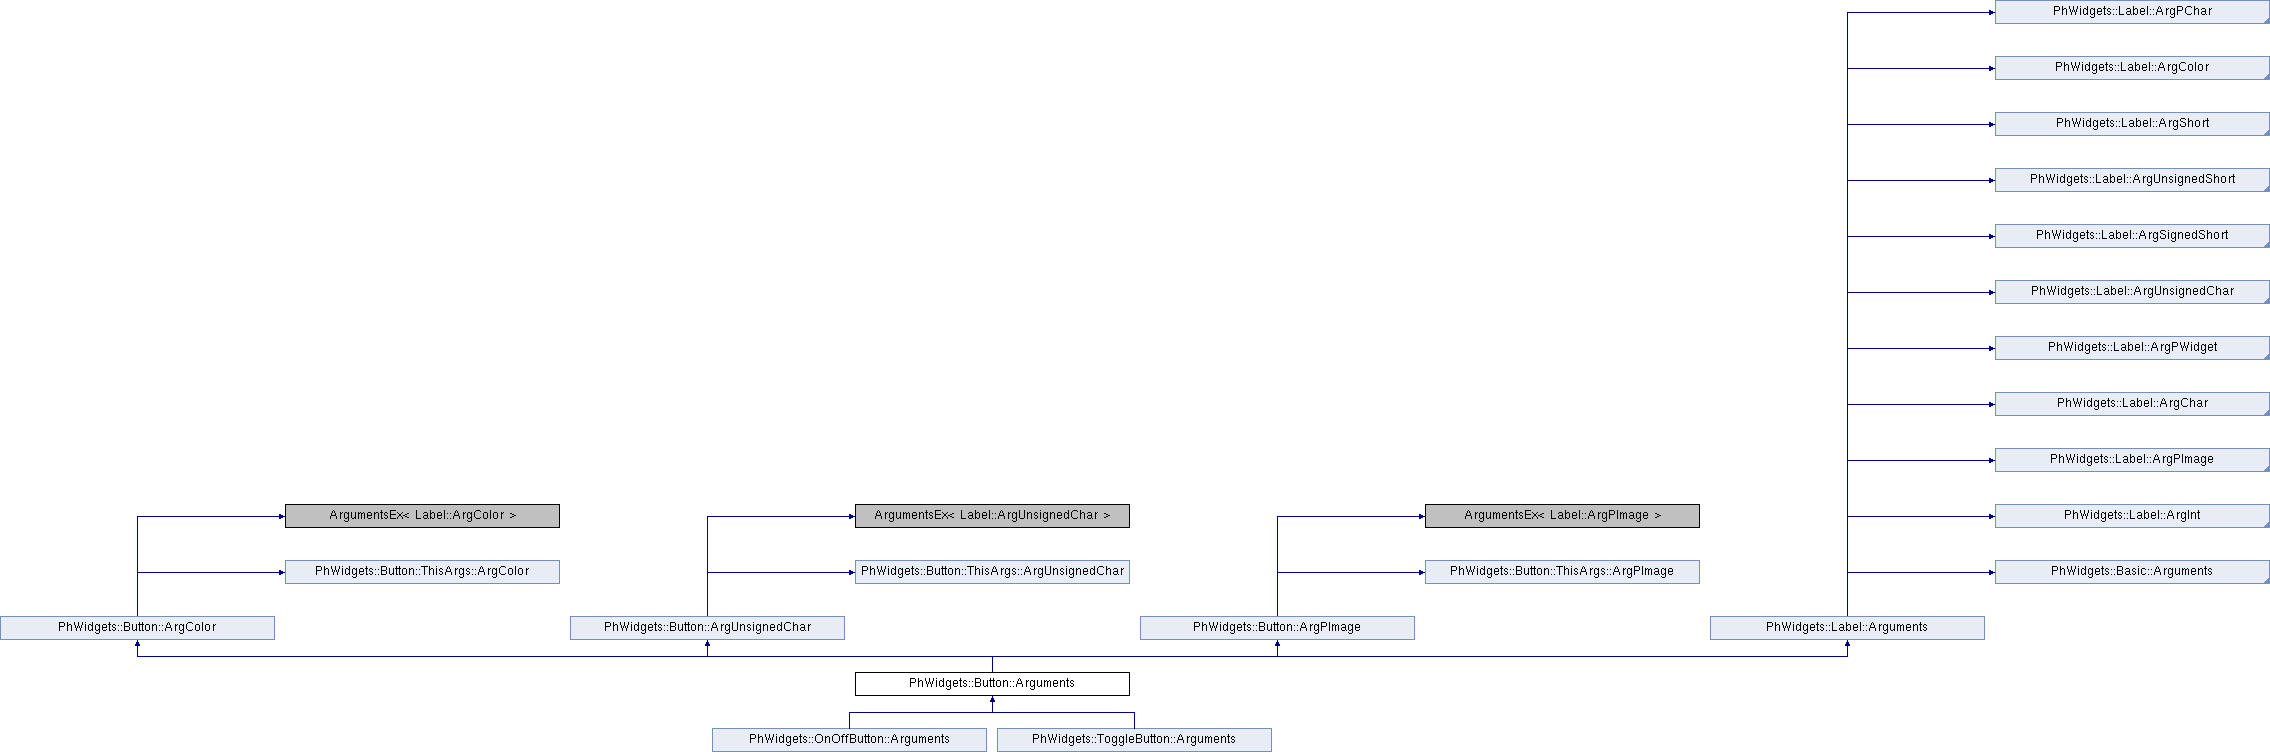 PhWidgets::Label::ArgPChar
PhWidgets::Label::ArgColor
PhWidgets::Label::ArgShort
PhWidgets::Label::ArgUnsignedShort
PhWidgets::Label::ArgSignedShort
PhWidgets::Label::ArgUnsignedChar
PhWidgets::Label::ArgPWidget
PhWidgets::Label::ArgChar
PhWidgets::Label::ArgPImage
ArgumentsEx< Label::ArgColor >
ArgumentsEx< Label::ArgUnsignedChar >
ArgumentsEx< Label::ArgPImage >
PhWidgets::Label::ArgInt
PhWidgets::Button::ThisArgs::ArgColor
PhWidgets::Button::ThisArgs::ArgUnsignedChar
PhWidgets::Button::ThisArgs::ArgPImage
PhWidgets::Basic::Arguments
PhWidgets::Button::ArgColor
PhWidgets::Button::ArgUnsignedChar
PhWidgets::Button::ArgPImage
PhWidgets::Label::Arguments
PhWidgets::Button::Arguments
PhWidgets::OnOffButton::Arguments
PhWidgets::ToggleButton::Arguments